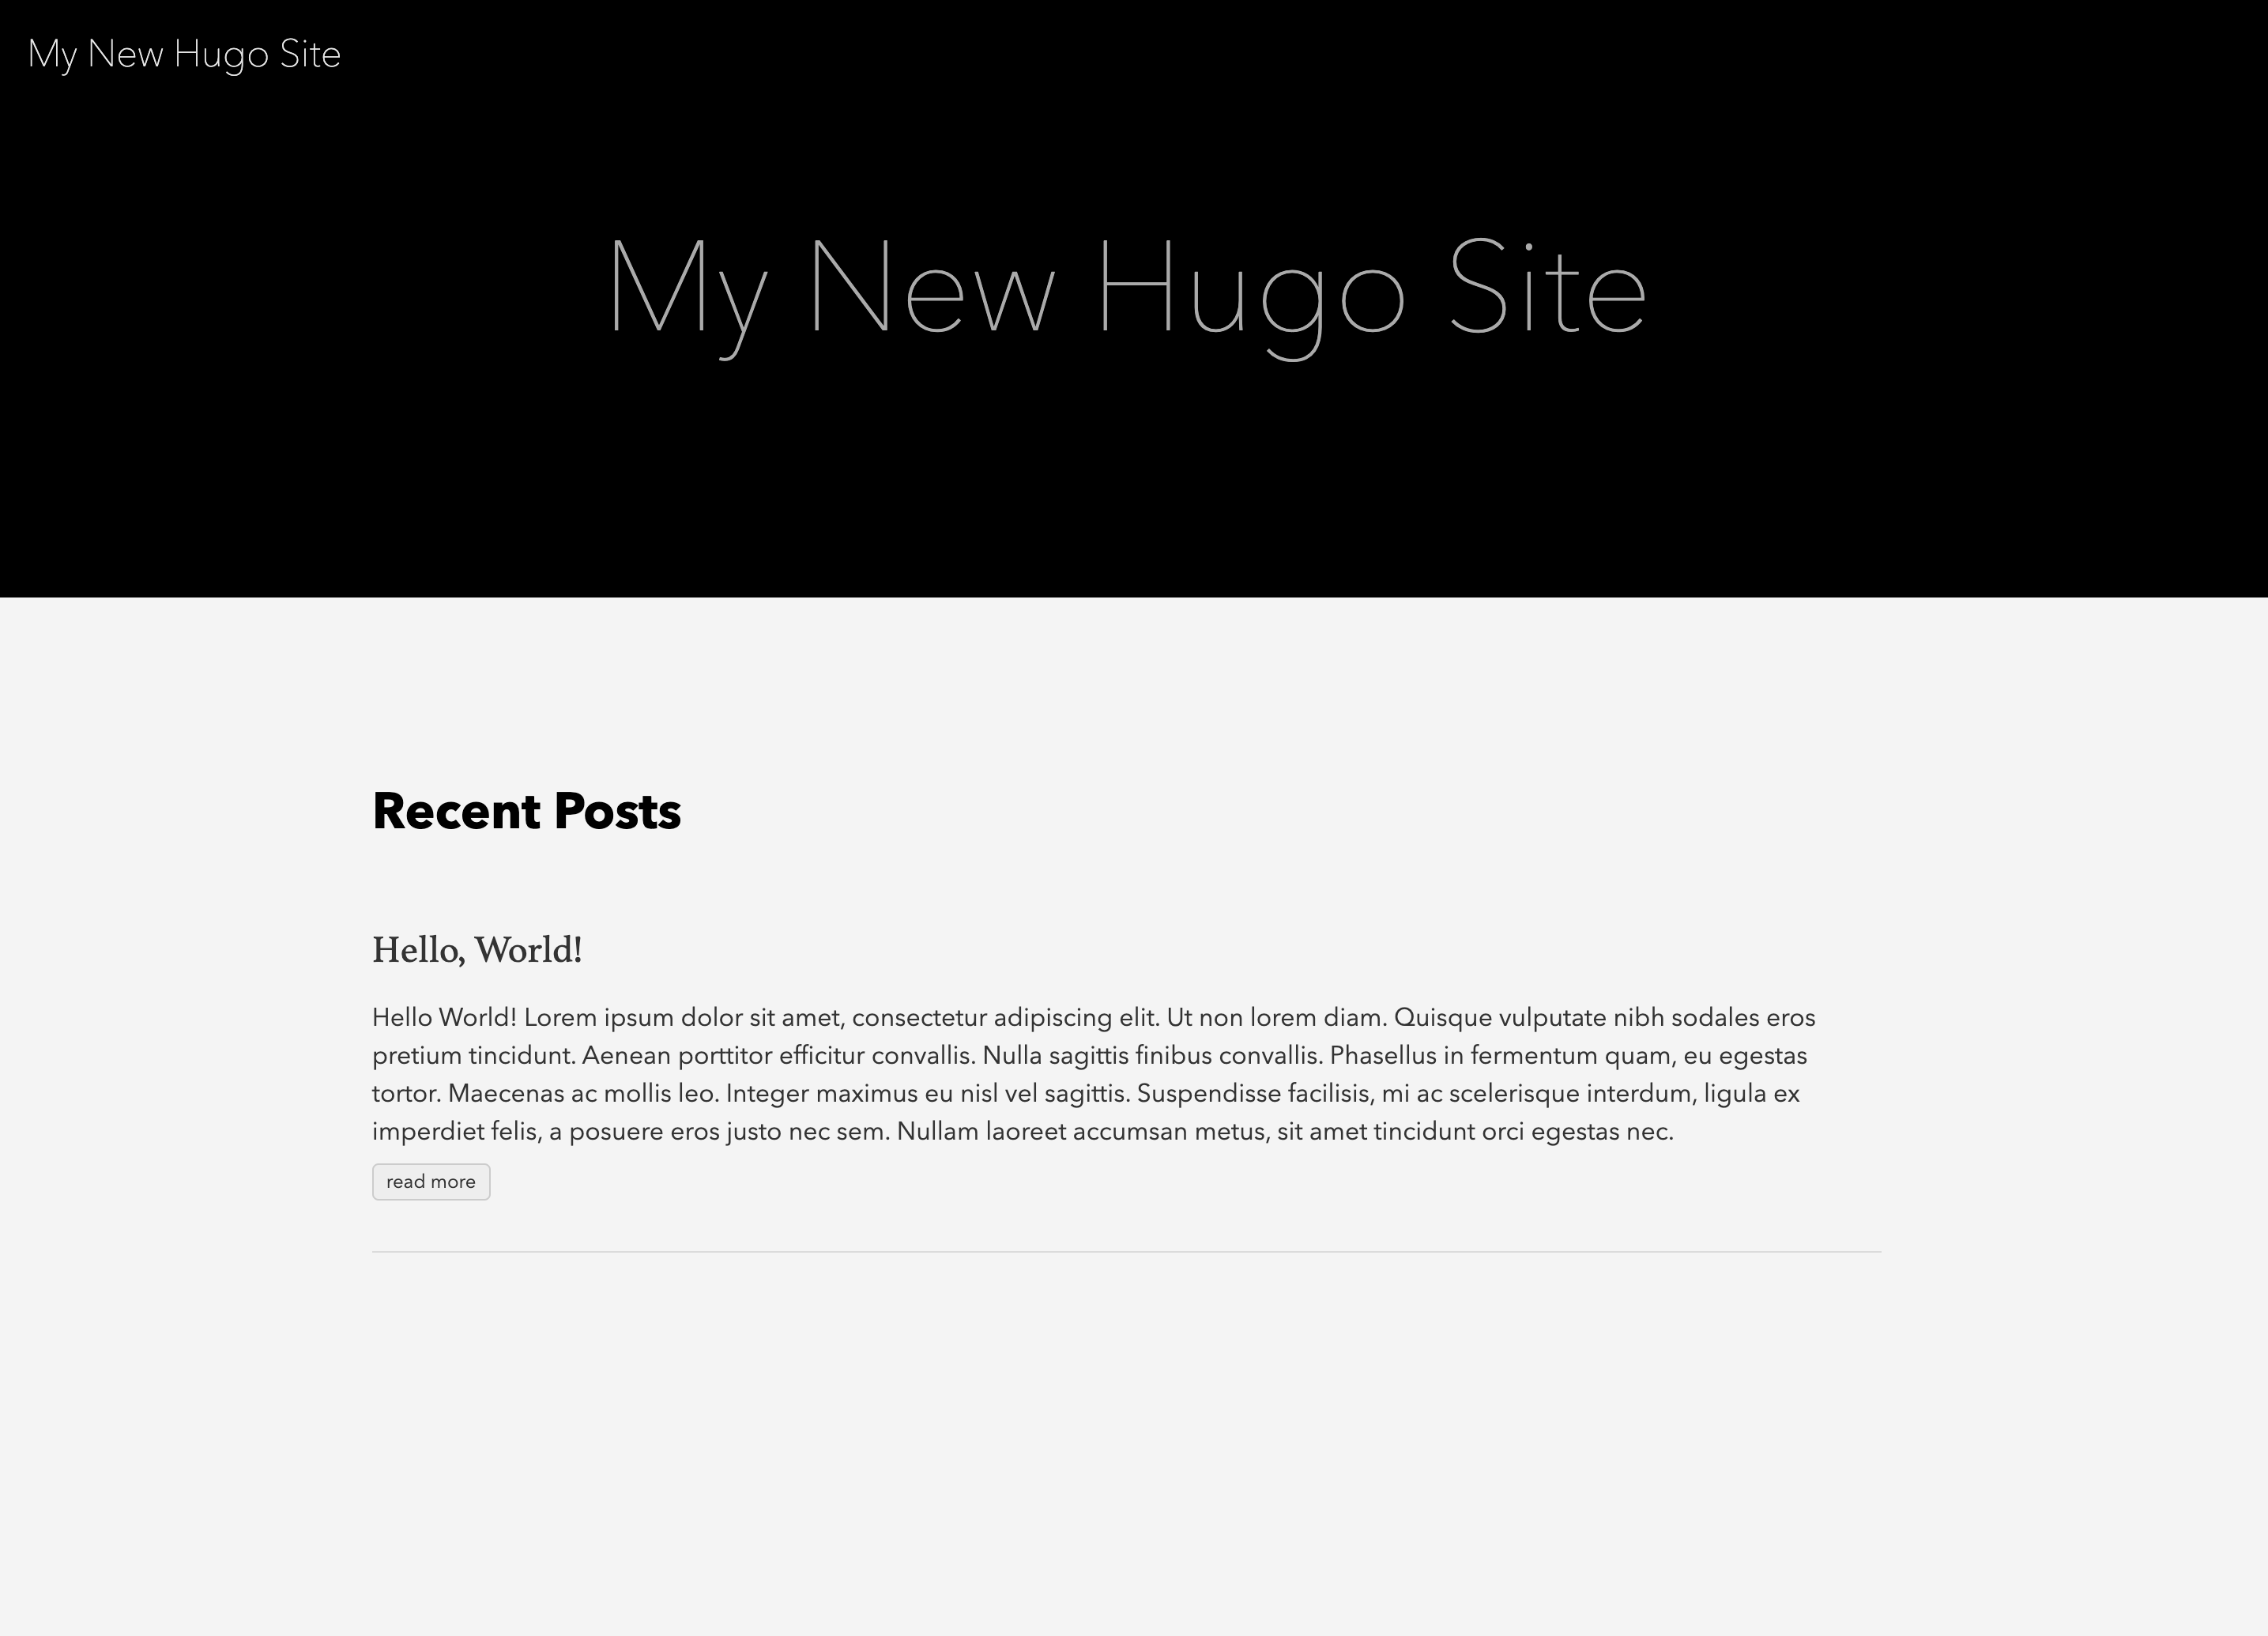 My New Hugo Site
My New Hugo Site
Recent Posts
Hello, World!
Hello World! Lorem ipsum dolor sit amet, consectetur adipiscing elit. Ut non lorem diam. Quisque vulputate nibh sodales eros
pretium tincidunt. Aenean porttitor efficitur convallis. Nulla sagittis finibus convallis. Phasellus in fermentum quam, eu egestas
tortor. Maecenas ac mollis leo. Integer maximus eu nisl vel sagittis. Suspendisse facilisis, mi ac scelerisque interdum, ligula ex
imperdiet felis, a posuere eros justo nec sem. Nullam laoreet accumsan metus, sit amet tincidunt orci egestas nec.
read more